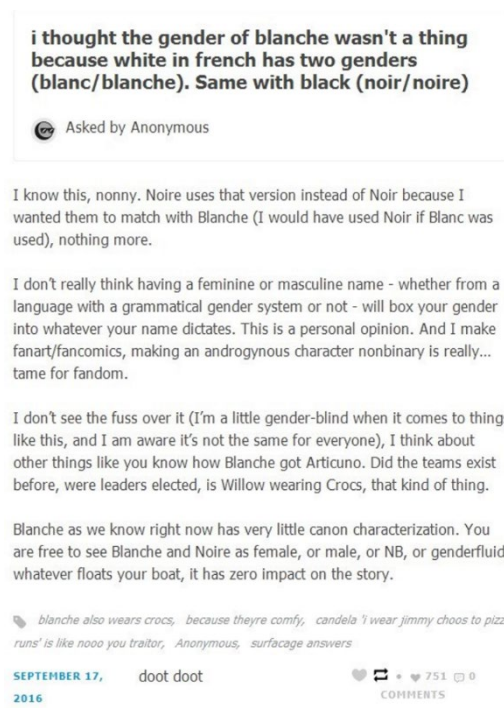 i thought the gender of blanche wasn't a thing
because white in french has two genders
(blanc/blanche). Same with black (noir/noire)
Asked by Anonymous
I know this, nonny. Noire uses that version instead of Noir because I
wanted them to match with Blanche (I would have used Noir if Blanc was
used), nothing more.
I don't really think having a feminine or masculine name - whether from a
language with a grammatical gender system or not - will box your gender
into whatever your name dictates. This is a personal opinion. And I make
fanart/fancomics, making an androgynous character nonbinary is really...
tame for fandom.
I don't see the fuss over it (I'm a little gender-blind when it comes to thing
like this, and I am aware it's not the same for everyone), I think about
other things like you know how Blanche got Articuno. Did the teams exist
before, were leaders elected, is Willow wearing Crocs, that kind of thing.
Blanche as we know right now has very little canon characterization. You
are free to see Blanche and Noire as female, or male, or NB, or genderfluid
whatever floats your boat, it has zero impact on the story.
blanche also wears crocs, because theyre comfy, candela 'i wear jimmy choos to pizz
runs' is like nooo you traitor, Anonymous, surfacage answers
SEPTEMBER 17, doot doot 751 0
2016 COMMENTS